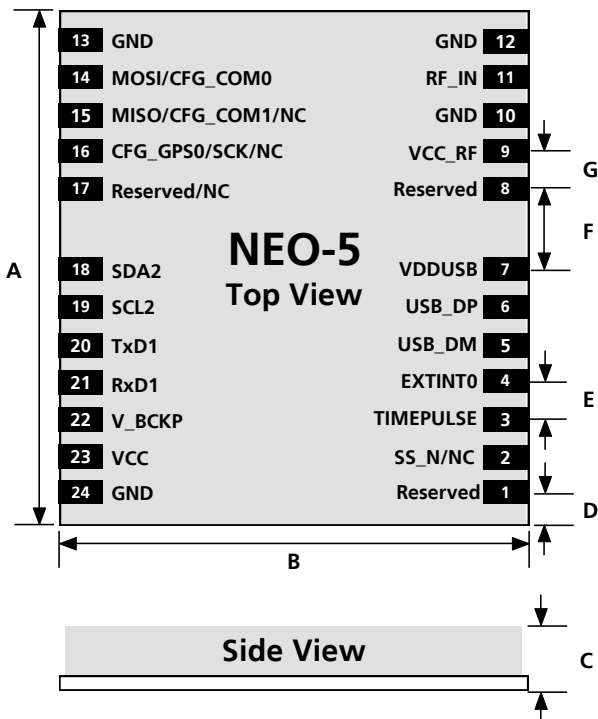 13 GND GND 12
14 MOSI/CFG_COM0 RF_IN 11
15 MISO/CFG_COM1/NC GND 10
16 CFG_GPS0/SCK/NC VCC_RF 9
G
17 Reserved/NC Reserved 8
F
NEO-5
A
18 SDA2 VDDUSB 7
Top View
19 SCL2 USB_DP 6
20 TxD1 USB_DM 5
21 RxD1 EXTINT0 4
E
22 V_BCKP TIMEPULSE 3
23 VCC SS_N/NC 2
24 GND Reserved 1
D
B
Side View
C